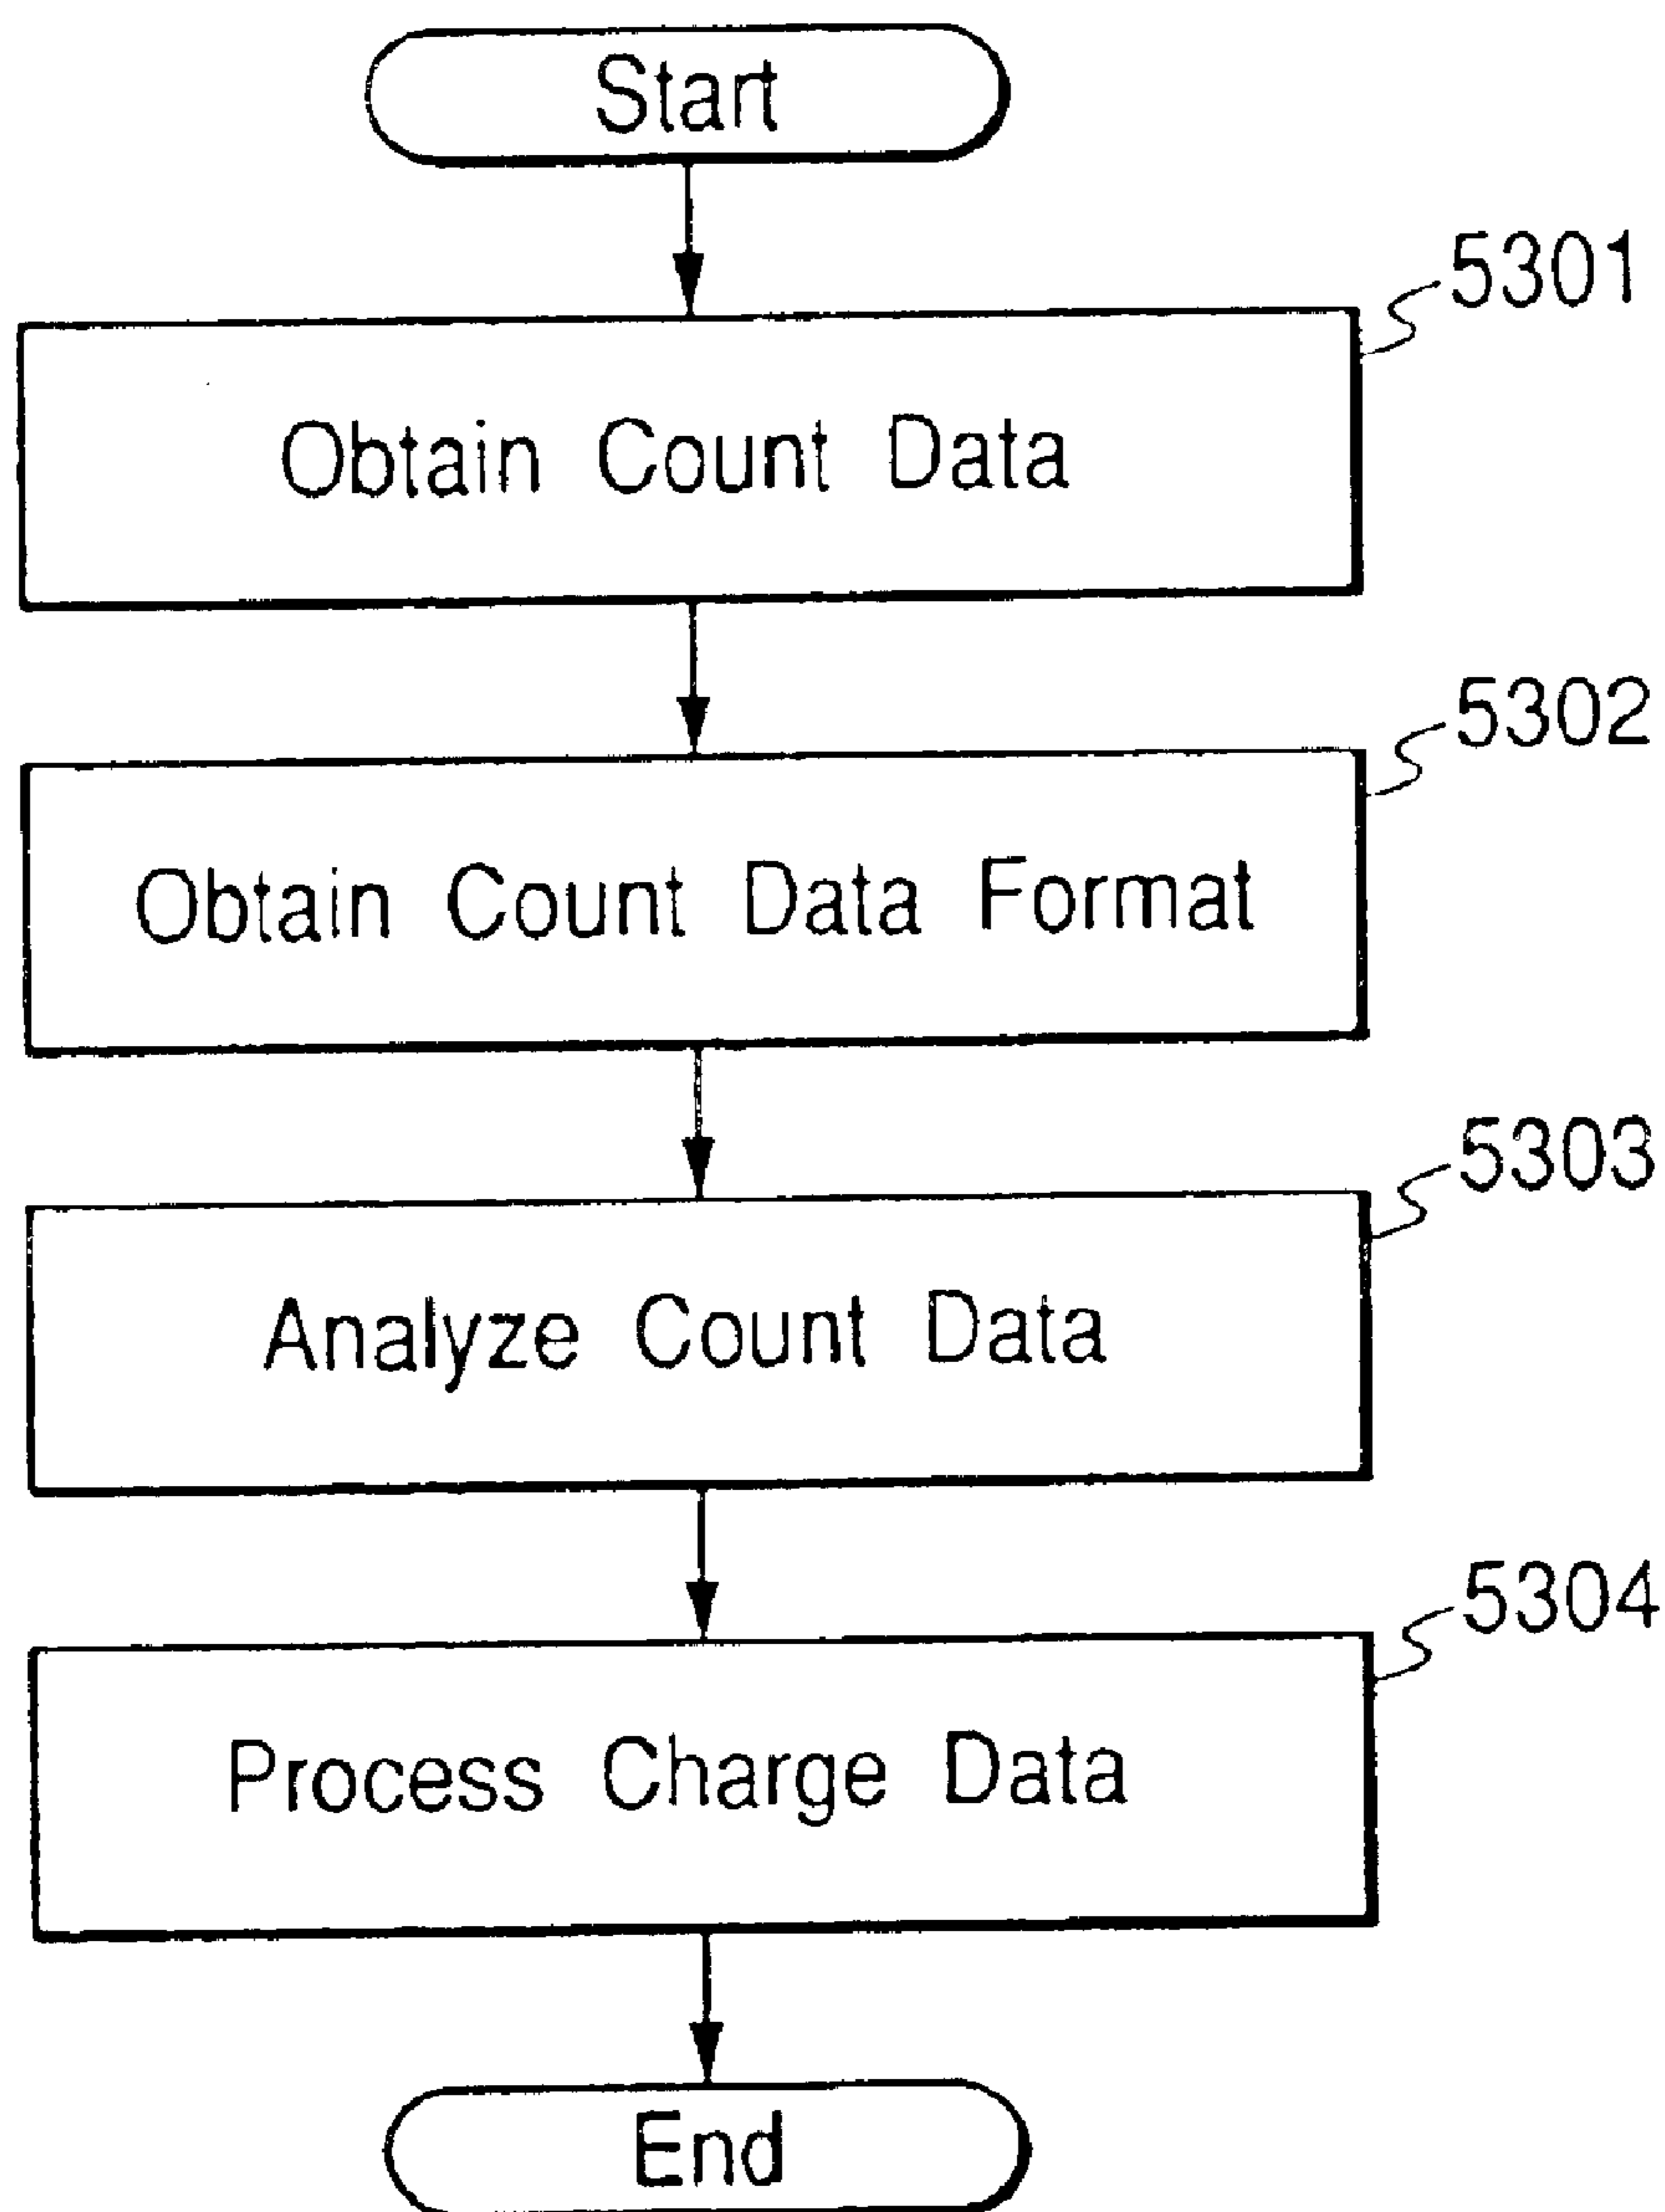 Start
5301
Obtain Count Data
5302
Obtain Count Data Format
5303
Analyze Count Data
5304
Process Charge Data
End